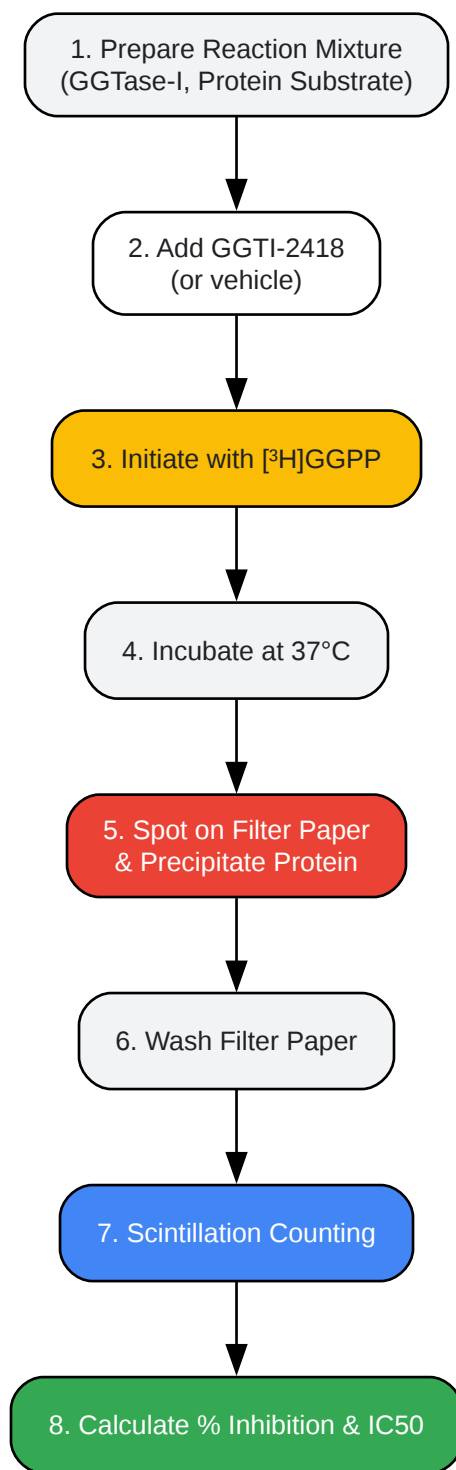 1. Prepare Reaction Mixture
(GGTase-I, Protein Substrate)
2. Add GGTI-2418
(or vehicle)
3. Initiate with [³H]GGPP
4. Incubate at 37°C
5. Spot on Filter Paper
& Precipitate Protein
6. Wash Filter Paper
7. Scintillation Counting
8. Calculate % Inhibition & IC50